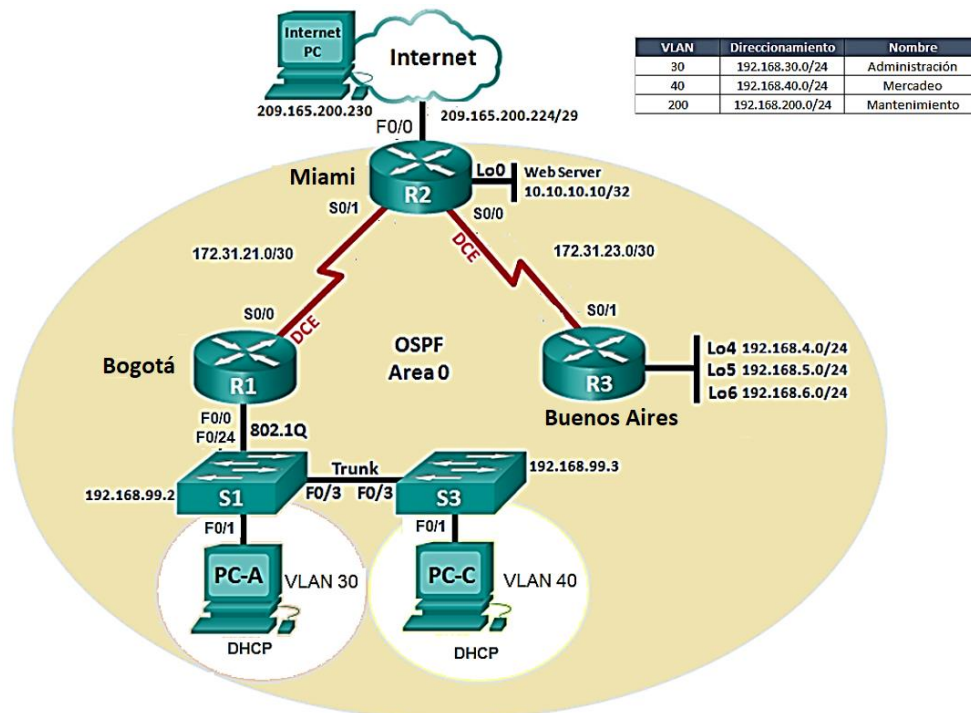 Internet
PC
Internet
209.165.200.230
209.165.200.224/29
F0/0
VLAN Direccionamiento Nombre
30 192.168.30.0/24 Administración
40 192.168.40.0/24 Mercadeo
200 192.168.200.0/24 Mantenimiento
Miami
R2
Lo0
Web Server
10.10.10.10/32
S0/1
S0/0
DCE
172.31.21.0/30
172.31.23.0/30
S0/0
DCE
S0/1
Bogotá
R1
OSPF
Area 0
R3
Buenos Aires
Lo4 192.168.4.0/24
Lo5 192.168.5.0/24
Lo6 192.168.6.0/24
F0/0
F0/24
802.1Q
192.168.99.2
S1
Trunk
F0/3 F0/3
S3
192.168.99.3
F0/1
F0/1
PC-A
VLAN 30
DHCP
PC-C
VLAN 40
DHCP